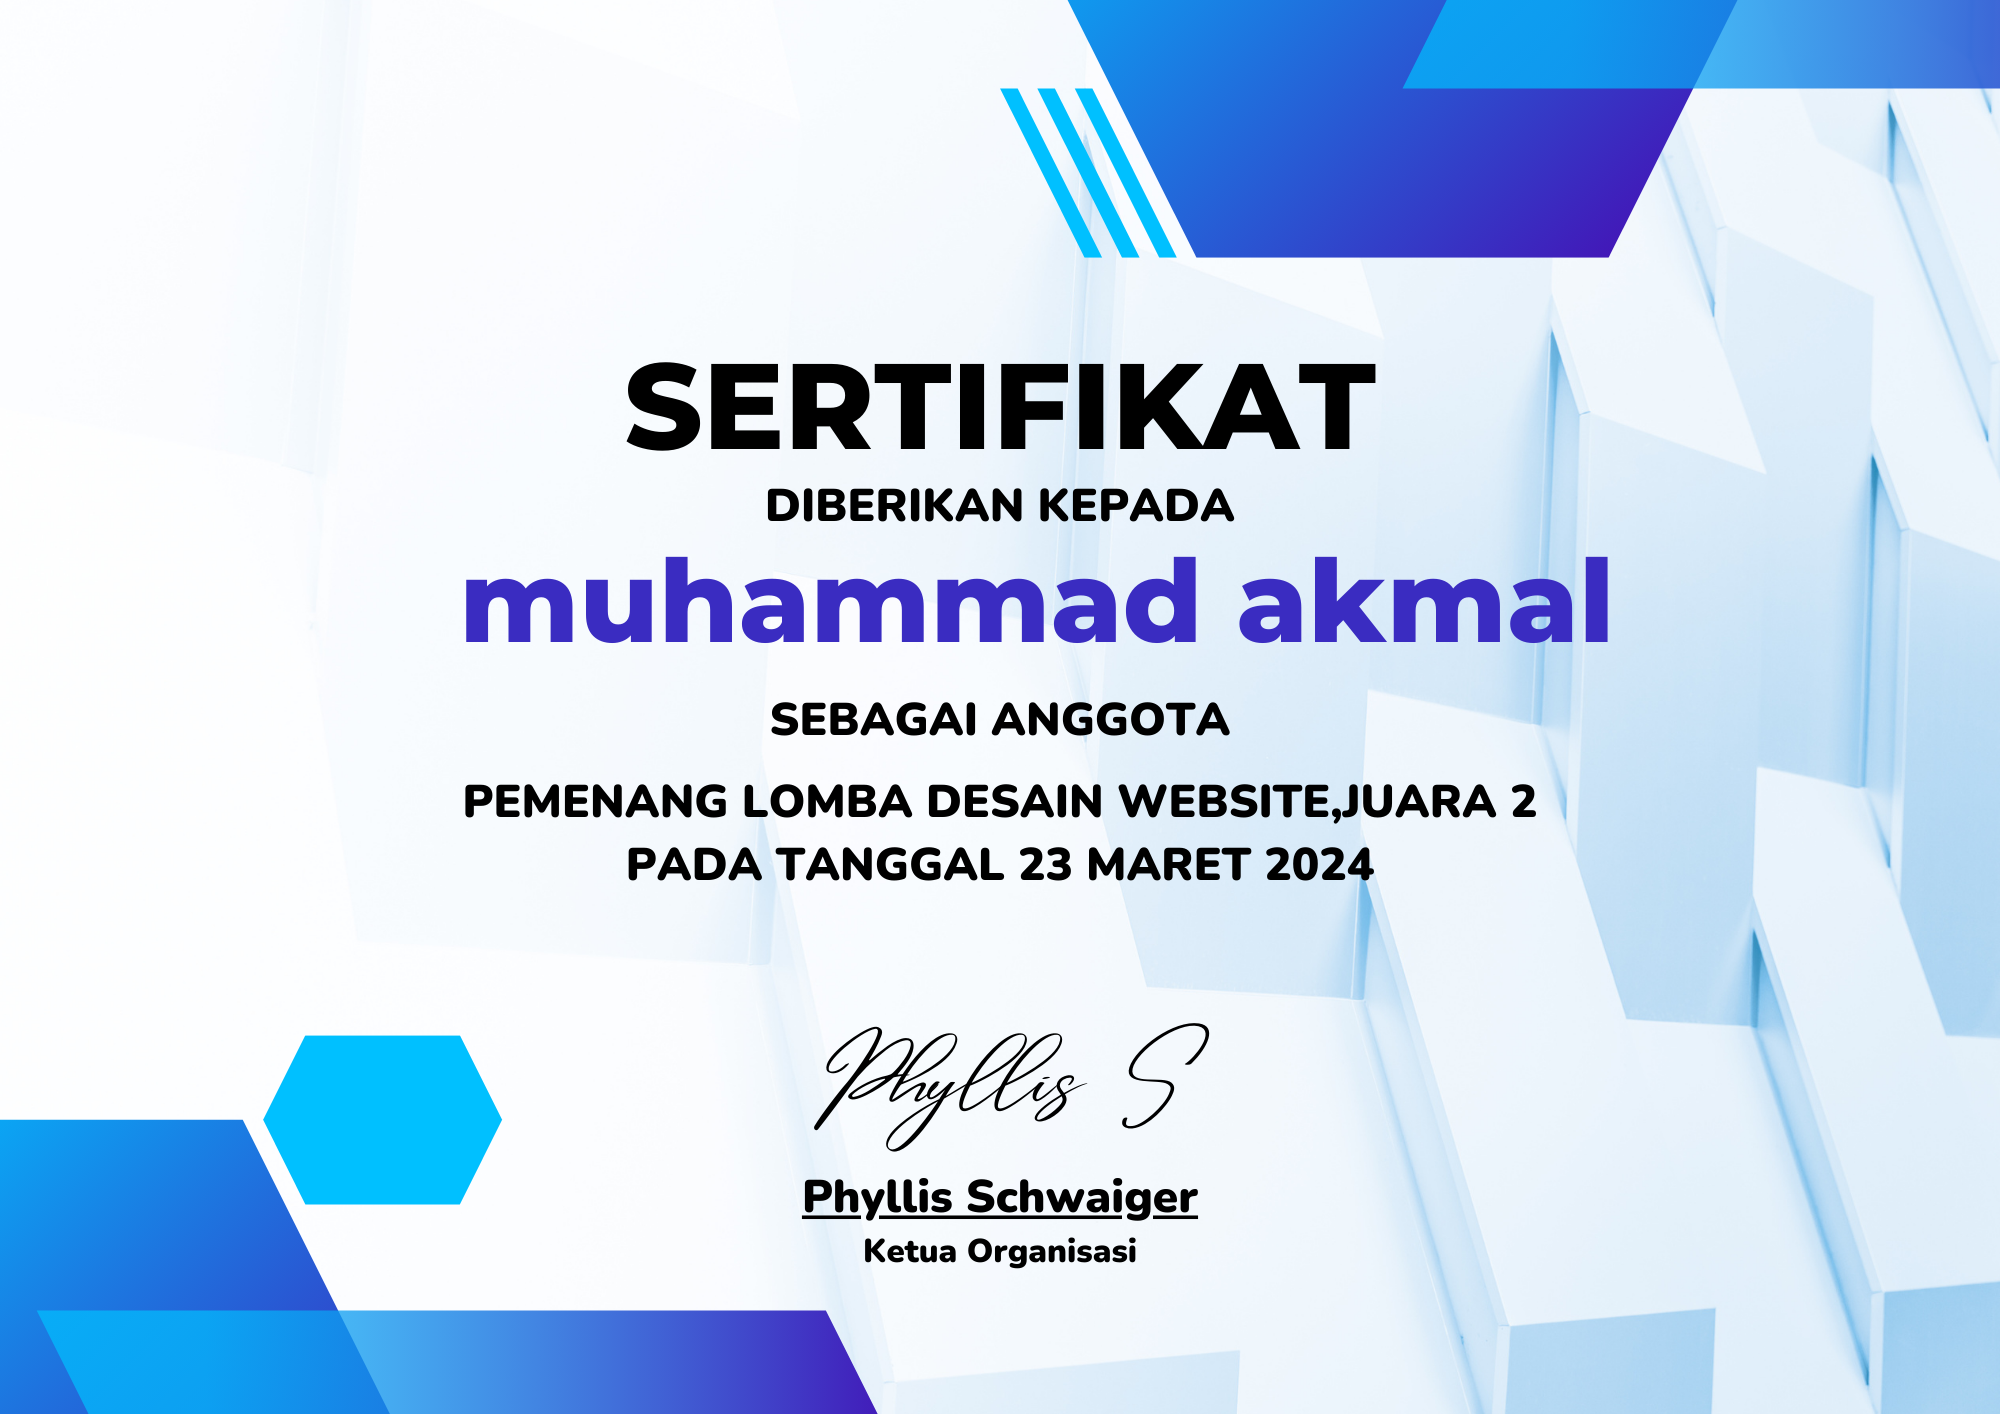 SERTIFIKAT
DIBERIKAN KEPADA
muhammad akmal
SEBAGAI ANGGOTA
PEMENANG LOMBA DESAIN WEBSITE,JUARA 2
PADA TANGGAL 23 MARET 2024
Phyllis S
Phyllis Schwaiger
Ketua Organisasi